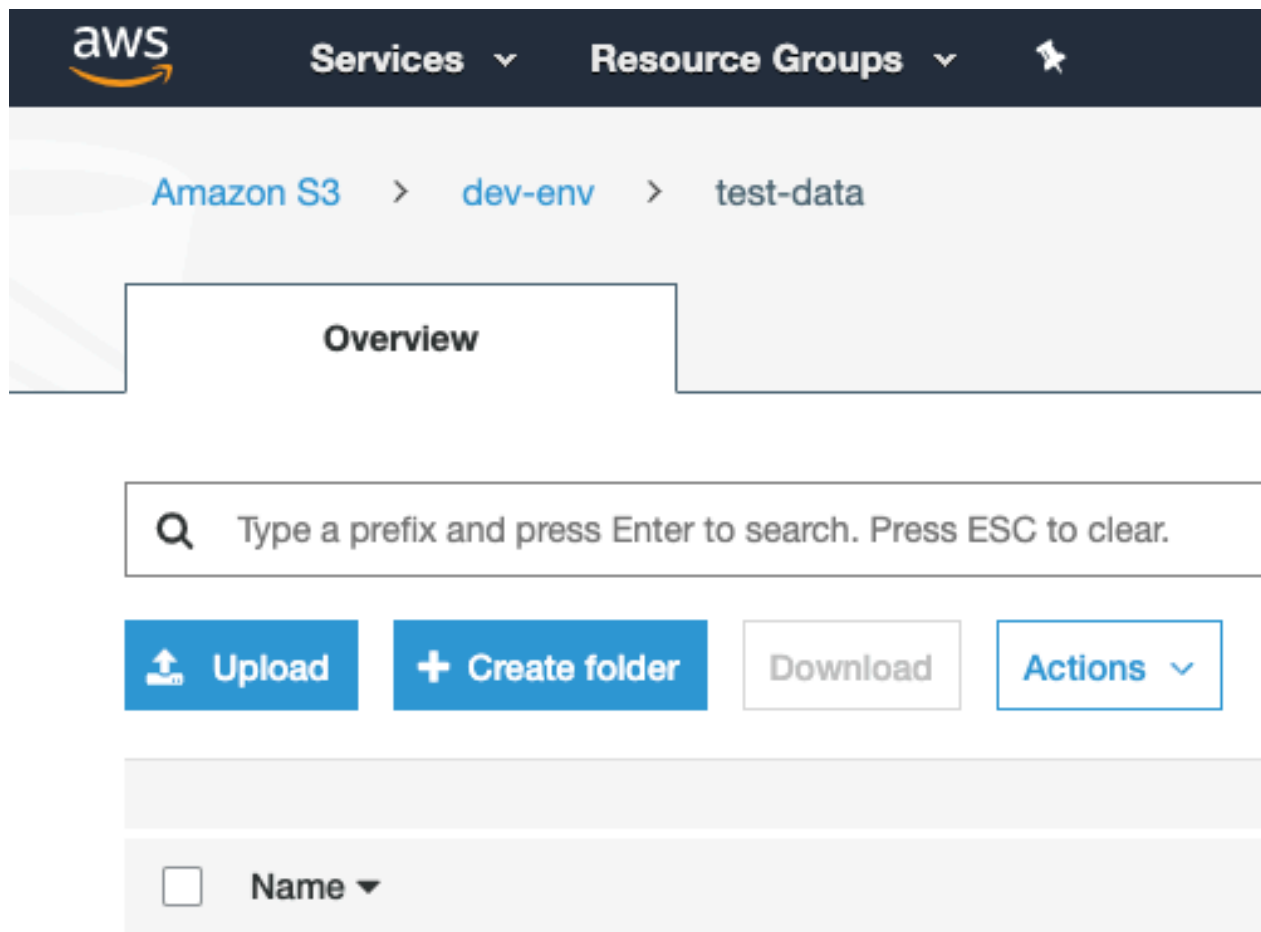 aws Services Resource Groups
Amazon S3 > dev-env > test-data
Overview
Type a prefix and press Enter to search. Press ESC to clear.
Upload + Create folder Download Actions
Name